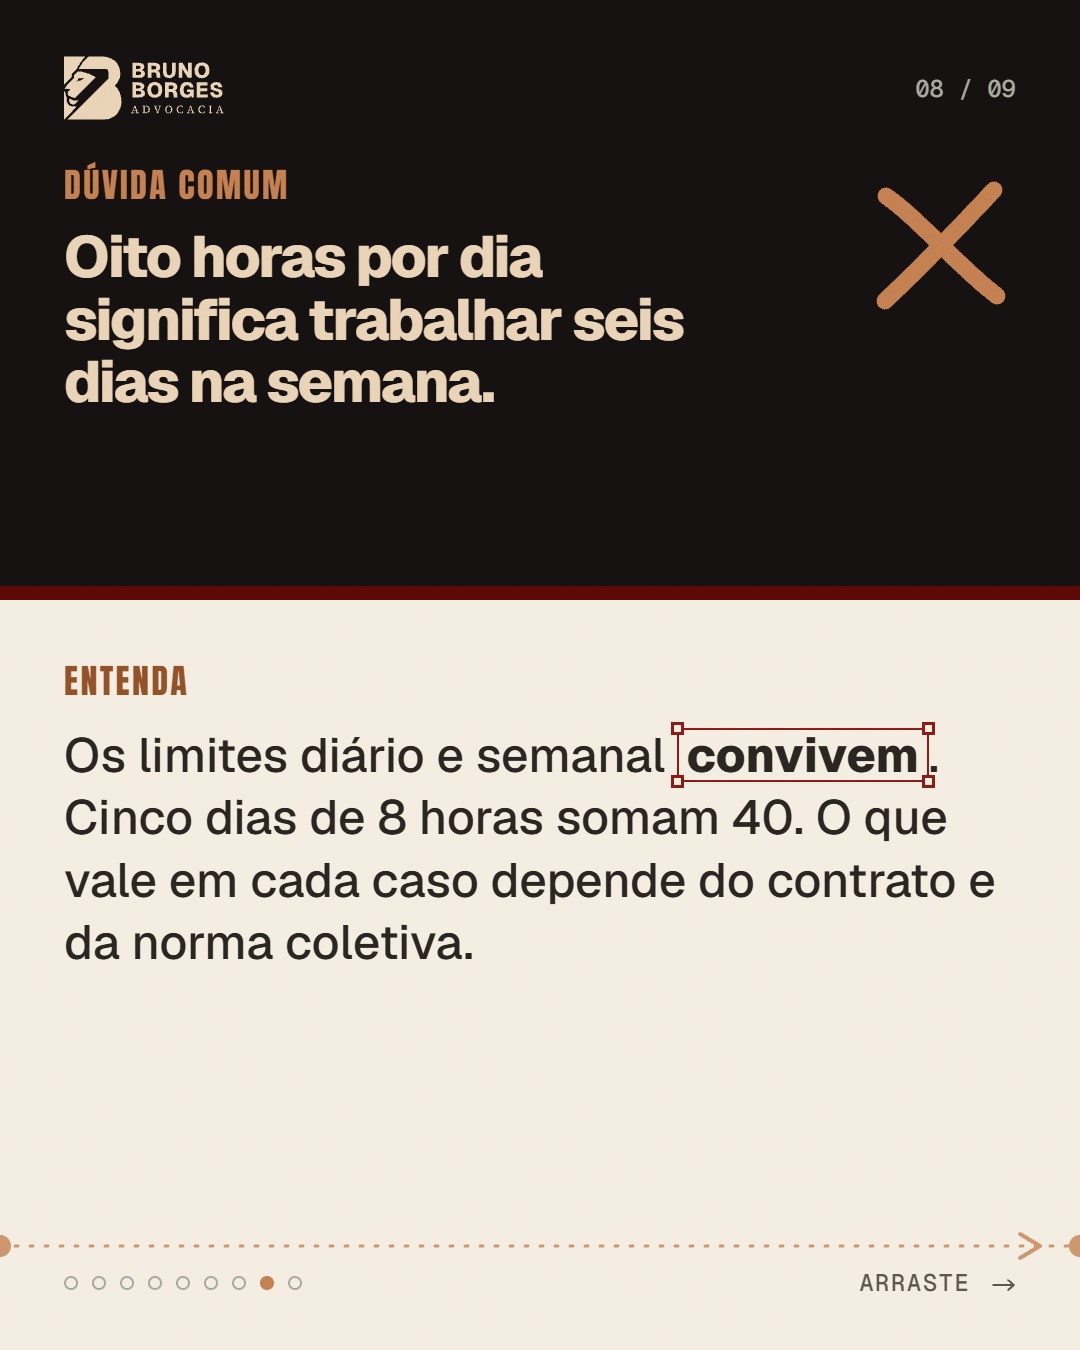 BRUNO
BORGES
ADVOCACIA
08 / 09
DÚVIDA COMUM
Oito horas por dia
significa trabalhar seis
dias na semana.
ENTENDA
Os limites diário e semanal convivem.
Cinco dias de 8 horas somam 40. O que
vale em cada caso depende do contrato e
da norma coletiva.
ARRASTE →